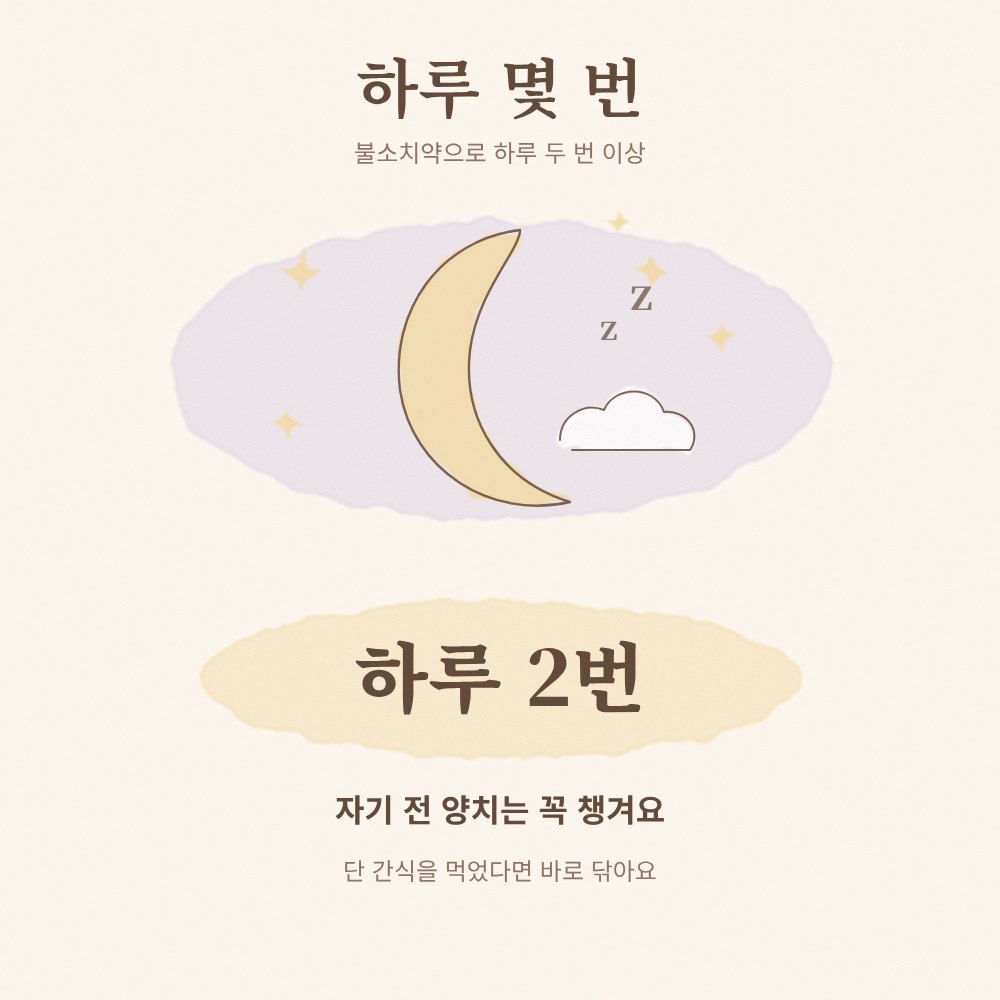 하루 몇 번
불소치약으로 하루 두 번 이상
Z
Z
하루 2번
자기 전 양치는 꼭 챙겨요
단 간식을 먹었다면 바로 닦아요